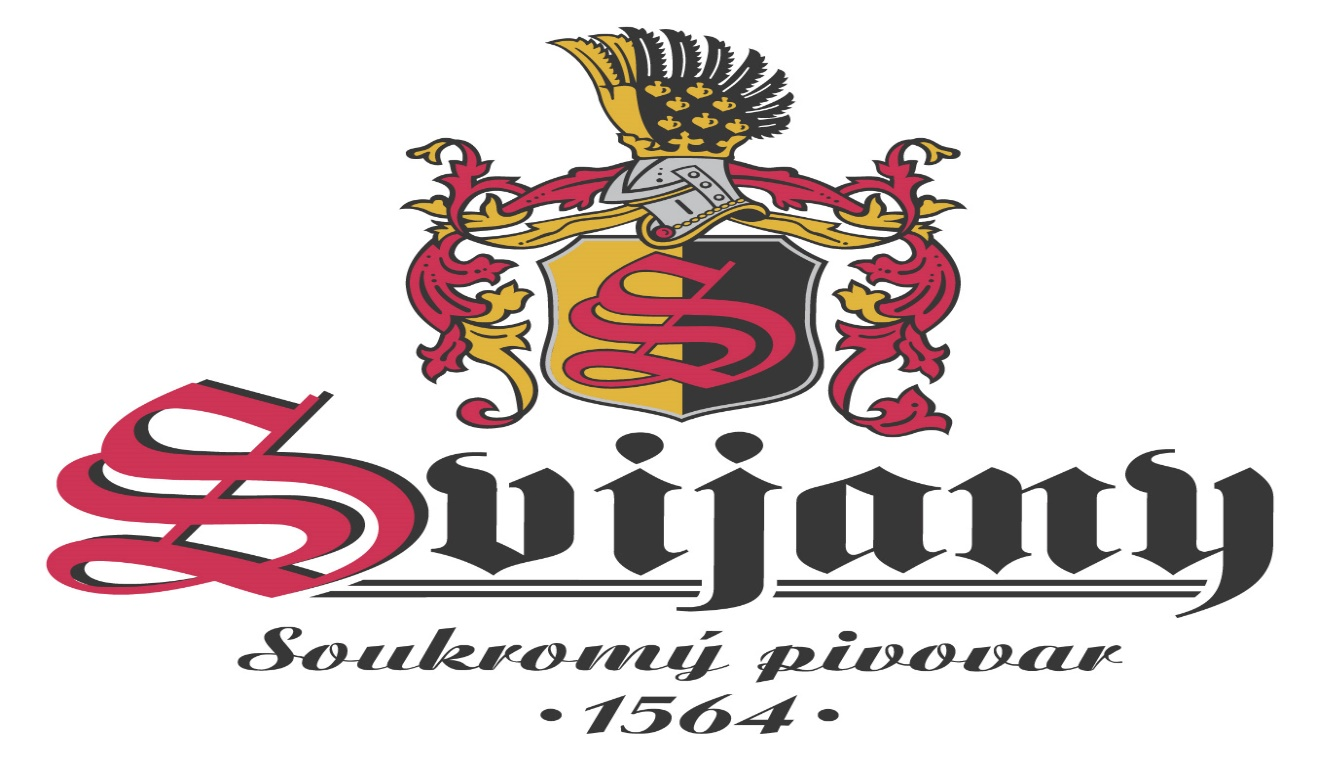 S
Svijany
Soukromý pivovar
• 1564 •